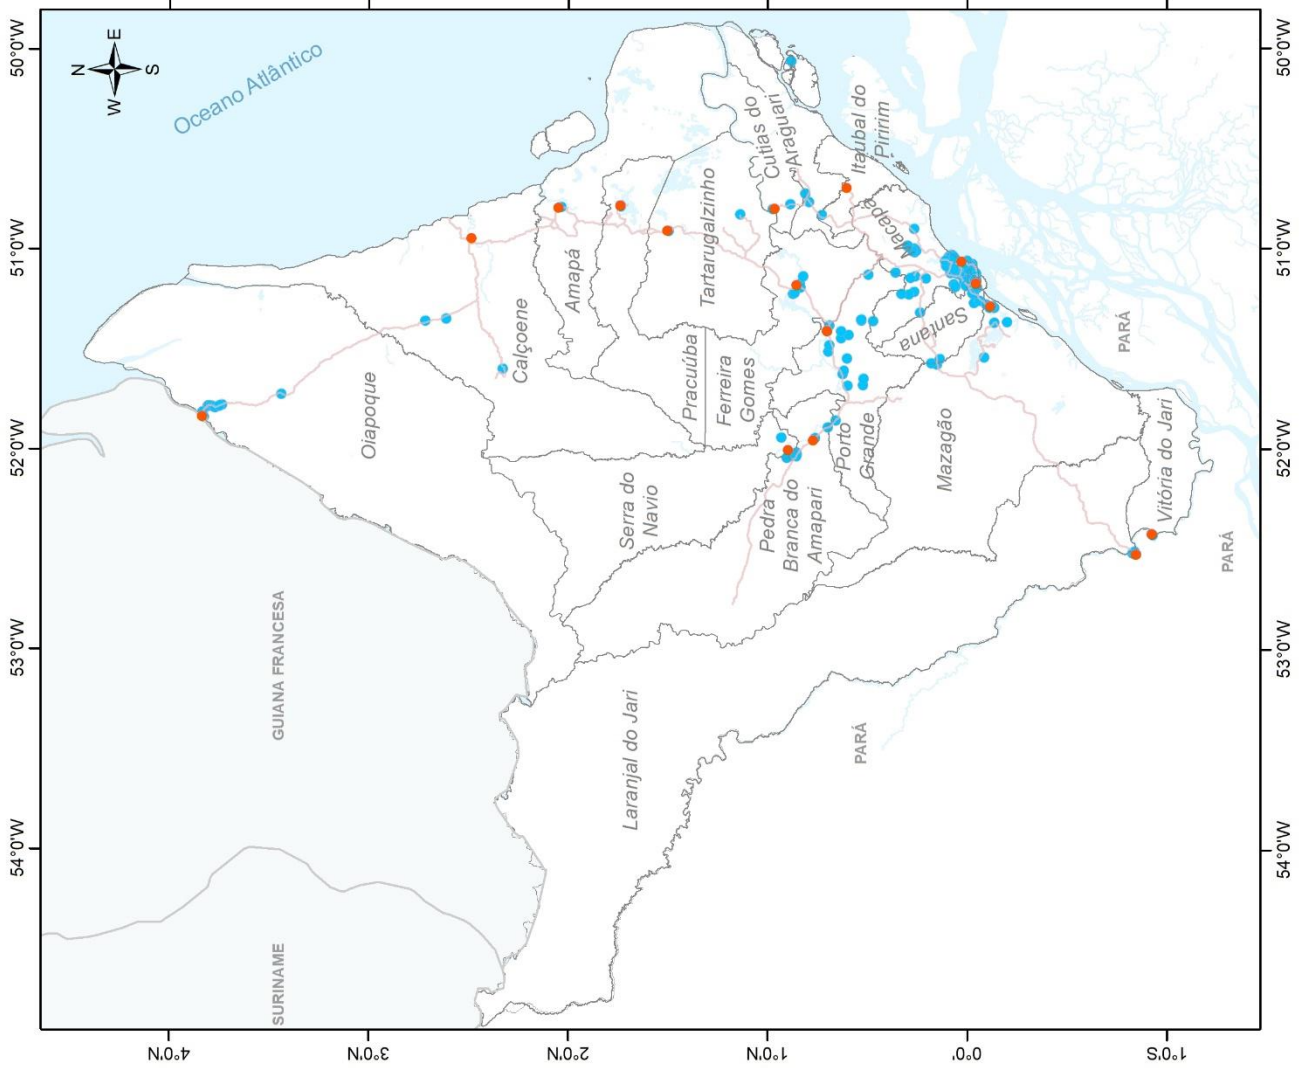 54°0'W
53°0'W
52°0'W
51°0'W
50°0'W
N
W
E
S
Oceano Atlântico
SURINAME
GUIANA FRANCESA
Oiapoque
Calçoene
Amapá
Pracuúba
Tartarugalzinho
Ferreira
Gomes
Serra do
Navio
Laranjal do Jari
Cutias do
Araguari
Itaubal do
Piririm
Macapá
Santana
Porto
Grande
Pedra
Branca do
Amapari
Mazagão
Vitória do Jari
PARÁ
PARÁ
PARÁ
4°0'N
3°0'N
2°0'N
1°0'N
0°0'
1°0'S
54°0'W
53°0'W
52°0'W
51°0'W
50°0'W